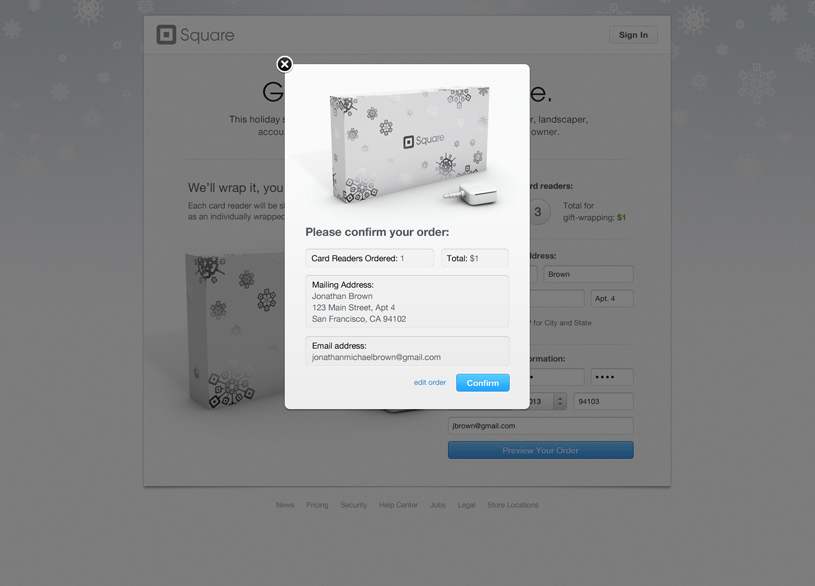 Square
Sign In
G
e.
This holiday s
r, landscaper,
accou
owner.
We'll wrap it, you
Each card reader will be s
as an individually wrapped
rd readers:
3
Total for
gift-wrapping: $1
Square
Please confirm your order:
Card Readers Ordered: 1
Total: $1
Mailing Address:
Jonathan Brown
123 Main Street, Apt 4
San Francisco, CA 94102
Email address:
jonathanmichaelbrown@gmail.com
edit order
Confirm
dress:
Brown
Apt. 4
for City and State
ormation:
013
94103
jbrown@gmail.com
Preview Your Order
News Pricing Security Help Center Jobs Legal Store Locations